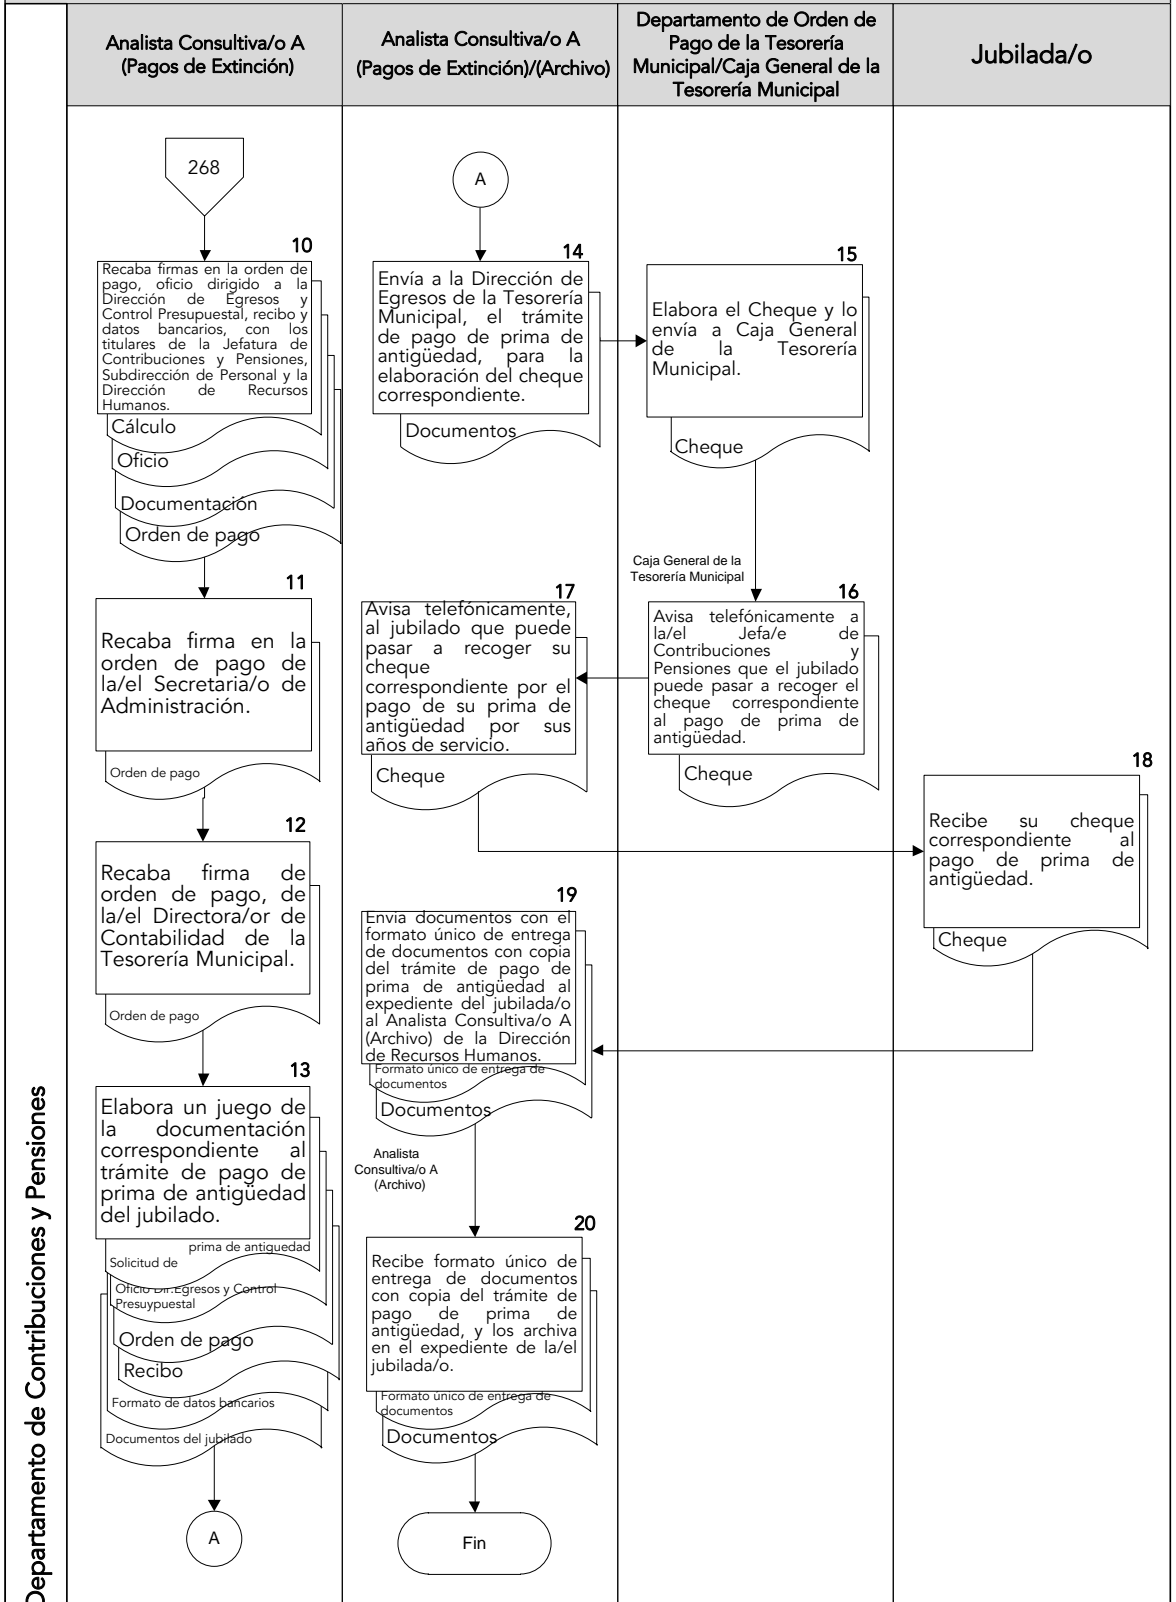 Analista Consultiva/o A
(Pagos de Extinción)
Analista Consultiva/o A
(Pagos de Extinción)/(Archivo)
Departamento de Orden de
Pago de la Tesorería
Municipal/Caja General de la
Tesorería Municipal
Jubilada/o
Departamento de Contribuciones y Pensiones
268
10
Recaba firmas en la orden de
pago, oficio dirigido a la
Dirección de Egresos y
Control Presupuestal, recibo y
datos bancarios, con los
titulares de la Jefatura de
Contribuciones y Pensiones,
Subdirección de Personal y la
Dirección de Recursos
Humanos.
Cálculo
Oficio
Documentación
Orden de pago
11
Recaba firma en la
orden de pago de
la/el Secretaria/o de
Administración.
Orden de pago
12
Recaba firma de
orden de pago, de
la/el Directora/or de
Contabilidad de la
Tesorería Municipal.
Orden de pago
13
Elabora un juego de
la documentación
correspondiente al
trámite de pago de
prima de antigüedad
del jubilado.
prima de antiguedad
Solicitud de
Oficio Dir.Egresos y Control
Presuypuestal
Orden de pago
Recibo
Formato de datos bancarios
Documentos del jubilado
A
A
14
Envía a la Dirección de
Egresos de la Tesorería
Municipal, el trámite
de pago de prima de
antigüedad, para la
elaboración del cheque
correspondiente.
Documentos
15
Elabora el Cheque y lo
envía a Caja General
de la Tesorería
Municipal.
Cheque
Caja General de la
Tesorería Municipal
16
Avisa telefónicamente a
la/el Jefa/e de
Contribuciones y
Pensiones que el jubilado
puede pasar a recoger el
cheque correspondiente
al pago de prima de
antigüedad.
Cheque
17
Avisa telefónicamente,
al jubilado que puede
pasar a recoger su
cheque
correspondiente por el
pago de su prima de
antigüedad por sus
años de servicio.
Cheque
18
Recibe su cheque
correspondiente al
pago de prima de
antigüedad.
Cheque
19
Envía documentos con el
formato único de entrega
de documentos con copia
del trámite de pago de
prima de antigüedad al
expediente del jubilada/o
al Analista Consultiva/o A
(Archivo) de la Dirección
de Recursos Humanos.
Formato único de entrega de
documentos
Documentos
Analista
Consultiva/o A
(Archivo)
20
Recibe formato único de
entrega de documentos
con copia del trámite de
pago de prima de
antigüedad, y los archiva
en el expediente de la/el
jubilada/o.
Formato único de entrega de
documentos
Documentos
Fin